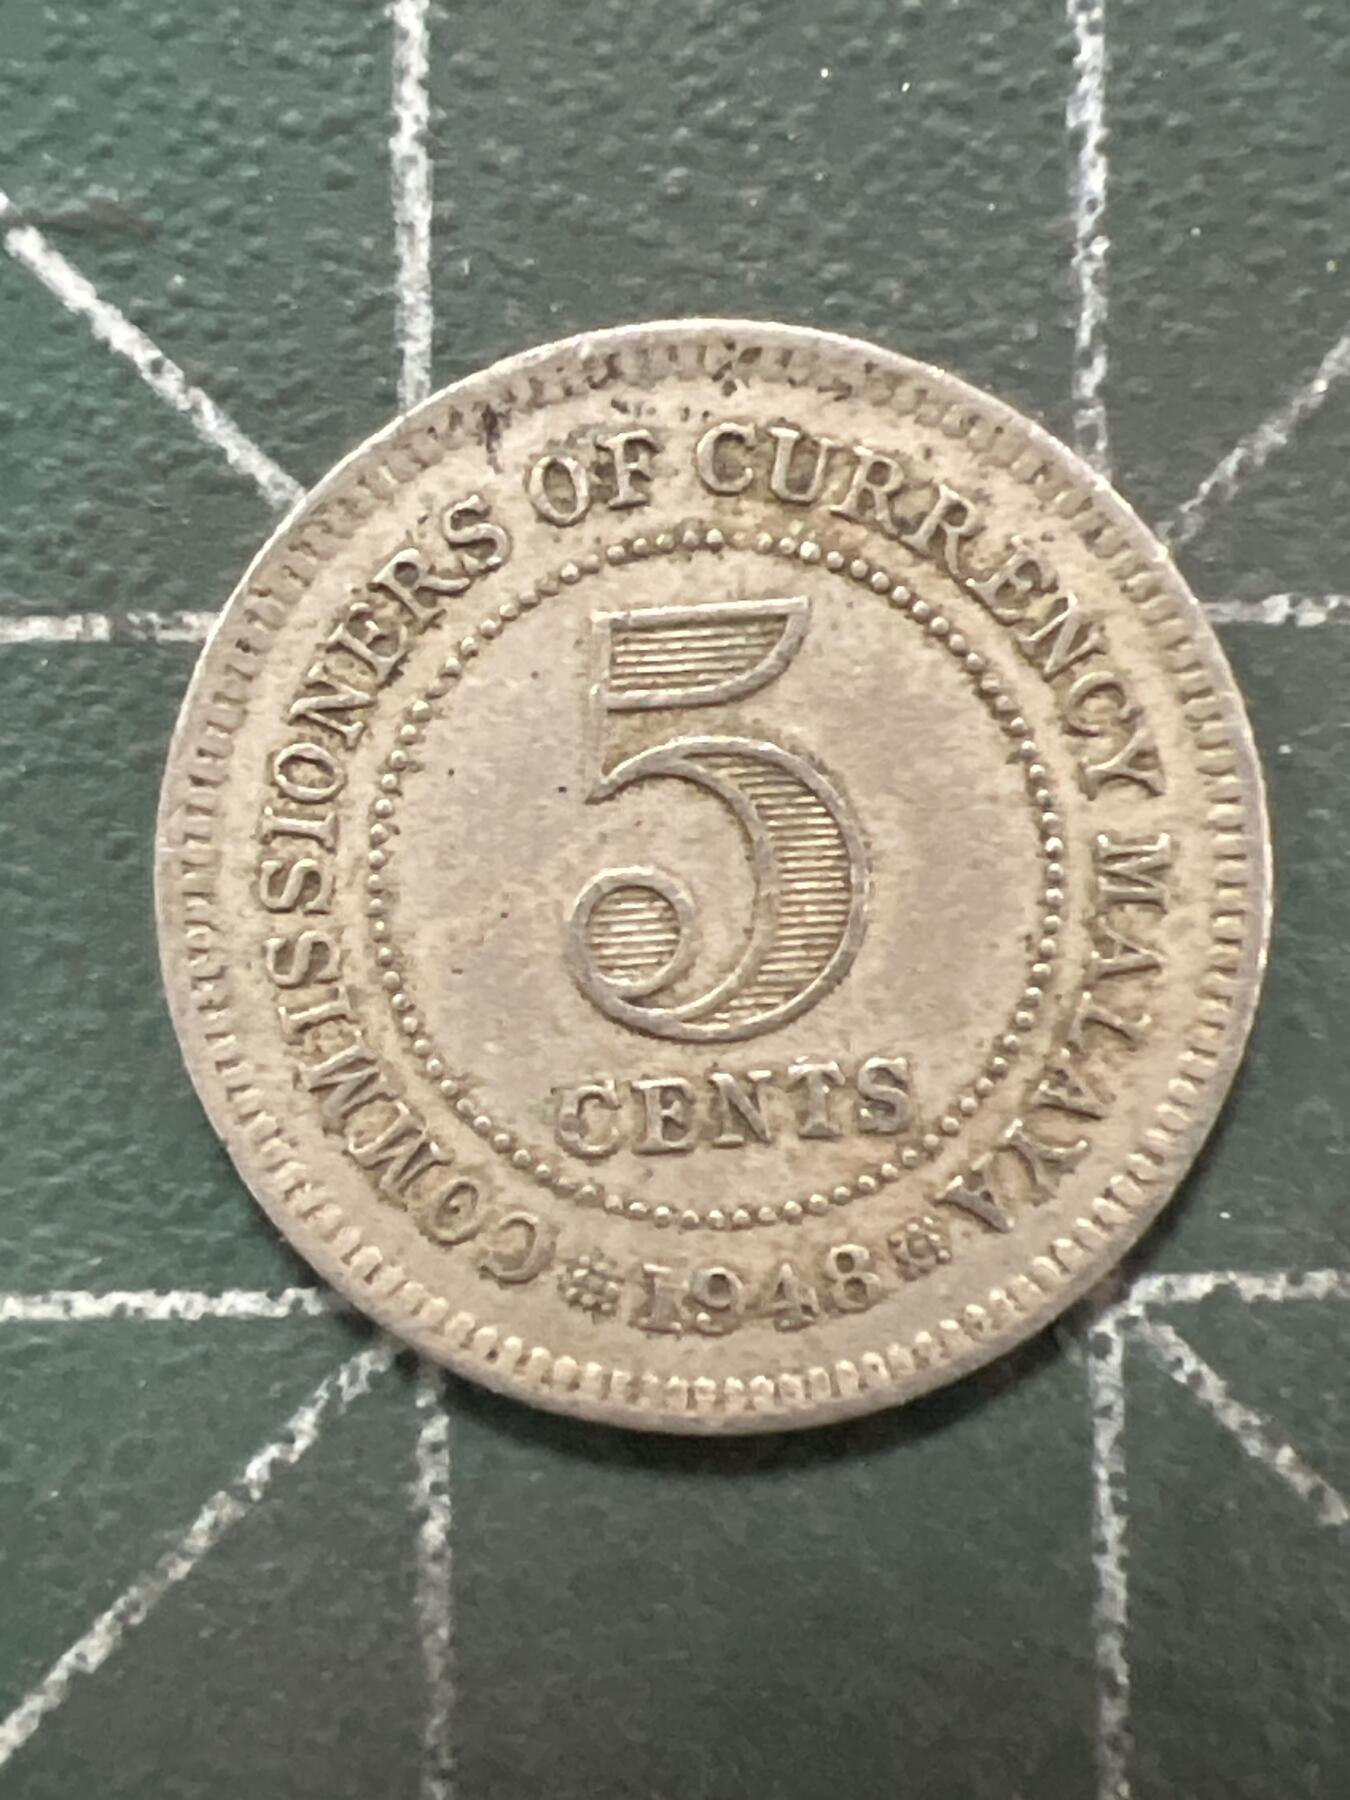 COMMISSIONERS OF CURRENCY MALAYA
5
CENTS
1948